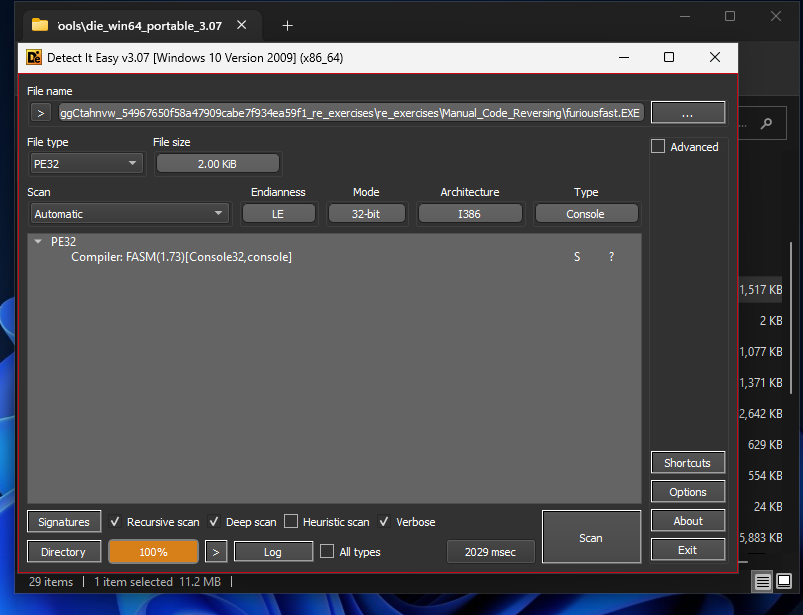 ools\die_win64_portable_3.07
Detect It Easy v3.07 [Windows 10 Version 2009] (x86_64)
File name
> ggCtahnvw_54967650f58a47909cabe7f934ea59f1_re_exercises\re_exercises\Manual_Code_Reversing\furiousfast.EXE ...
File type File size
PE32 2.00 KiB Advanced
Scan Endianness Mode Architecture Type
Automatic LE 32-bit I386 Console
PE32
Compiler: FASM(1.73)[Console32,console] S ?
1,517 KB
2 KB
1,077 KB
1,371 KB
2,642 KB
629 KB
554 KB
24 KB
5,883 KB
Shortcuts
Options
About
Exit
Signatures Recursive scan Deep scan Heuristic scan Verbose
Directory 100% > Log All types 2029 msec Scan
29 items 1 item selected 11.2 MB